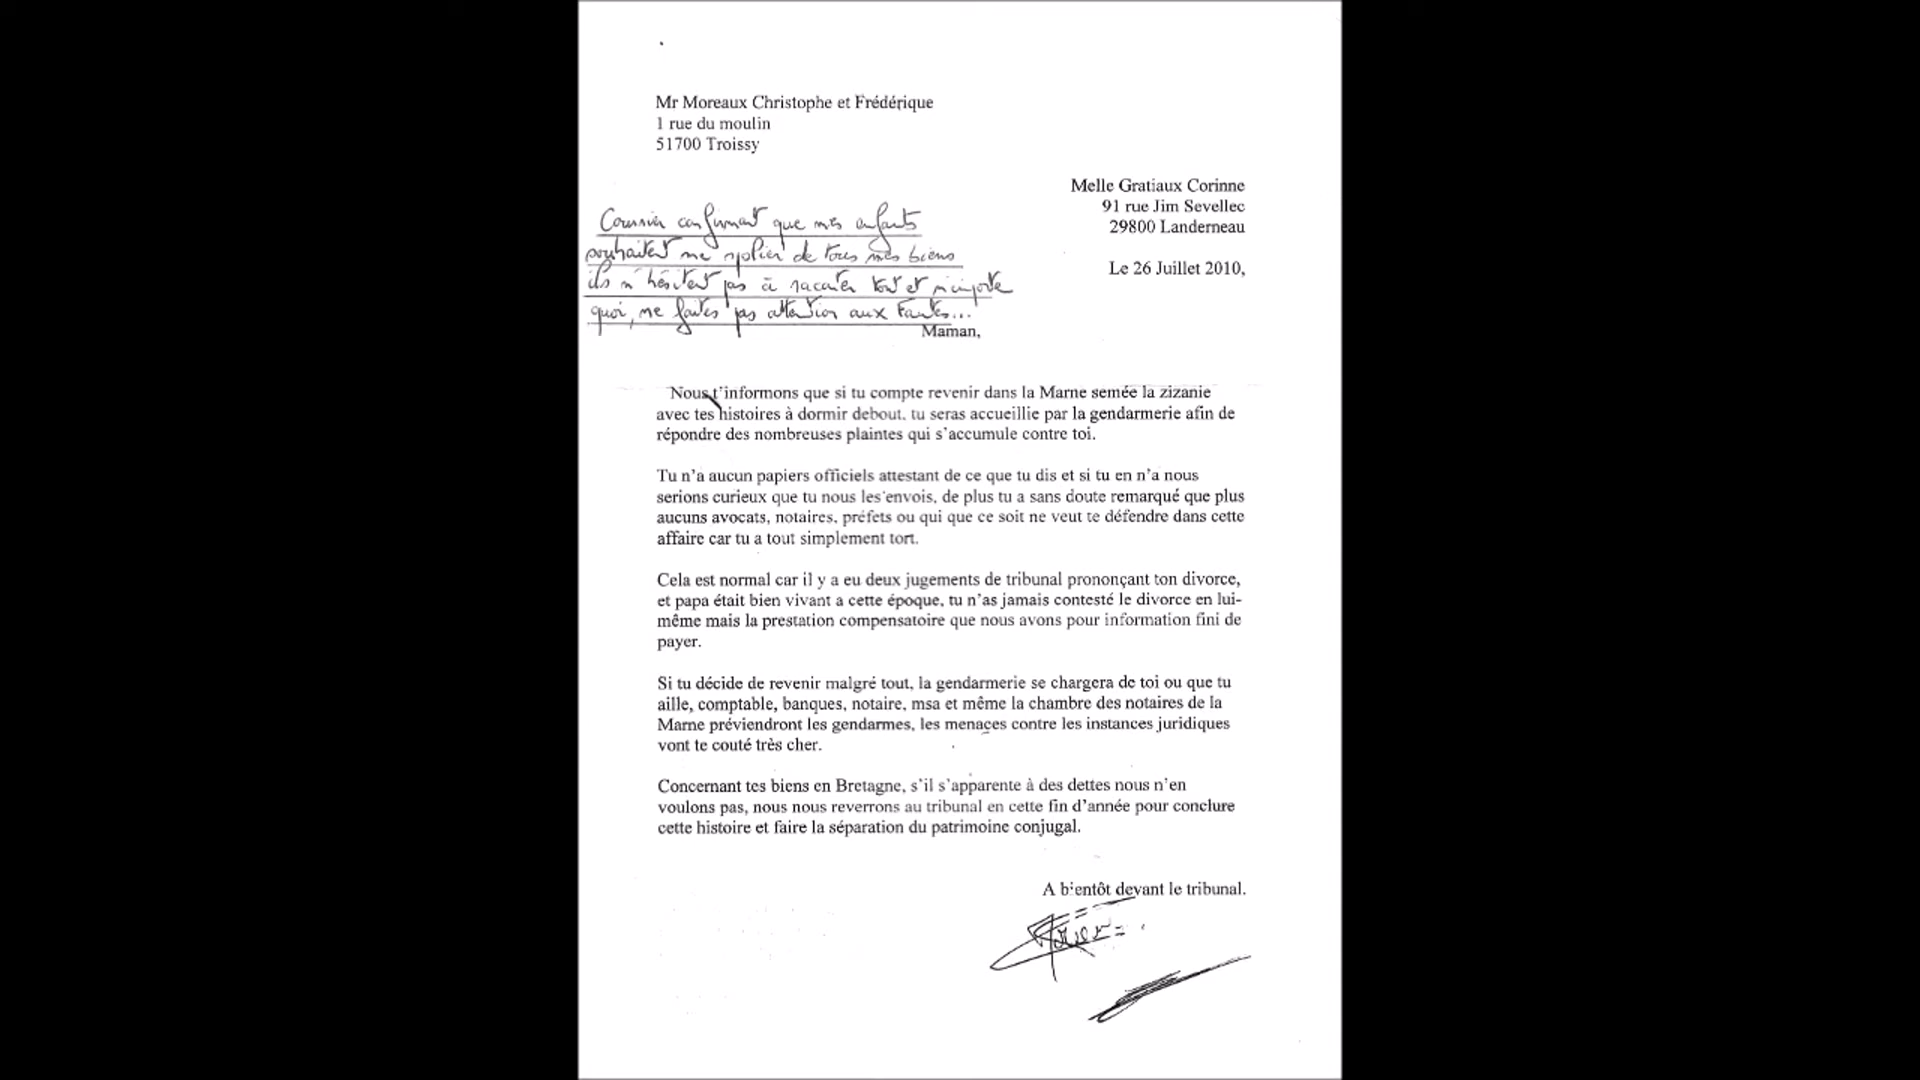 Mr Moreaux Christophe et Frédérique
1 rue du moulin
51700 Troissy
Melle Gratiaux Corinne
91 rue Jim Sevellec
29800 Landerneau
Le 26 Juillet 2010,
Courrier confirmant que mes enfants
souhaitent me spolier de tous mes biens
ils n'hésitent pas à raconter tout et n'importe
quoi, ne faites pas attention aux fautes...
Maman,
Nous t'informons que si tu compte revenir dans la Marne semée la zizanie
avec tes histoires à dormir debout, tu seras accueillie par la gendarmerie afin de
répondre des nombreuses plaintes qui s'accumule contre toi.
Tu n'a aucun papiers officiels attestant de ce que tu dis et si tu en n'a nous
serions curieux que tu nous les envois, de plus tu a sans doute remarqué que plus
aucuns avocats, notaires, préfets ou qui que ce soit ne veut te défendre dans cette
affaire car tu a tout simplement tort.
Cela est normal car il y a eu deux jugements de tribunal prononçant ton divorce,
et papa était bien vivant a cette époque, tu n'as jamais contesté le divorce en lui-
même mais la prestation compensatoire que nous avons pour information fini de
payer.
Si tu décide de revenir malgré tout, la gendarmerie se chargera de toi ou que tu
aille, comptable, banques, notaire, msa et même la chambre des notaires de la
Marne préviendront les gendarmes, les menaces contre les instances juridiques
vont te couté très cher.
Concernant tes biens en Bretagne, s'il s'apparente à des dettes nous n'en
voulons pas, nous nous reverrons au tribunal en cette fin d'année pour conclure
cette histoire et faire la séparation du patrimoine conjugal.
A bientôt devant le tribunal.